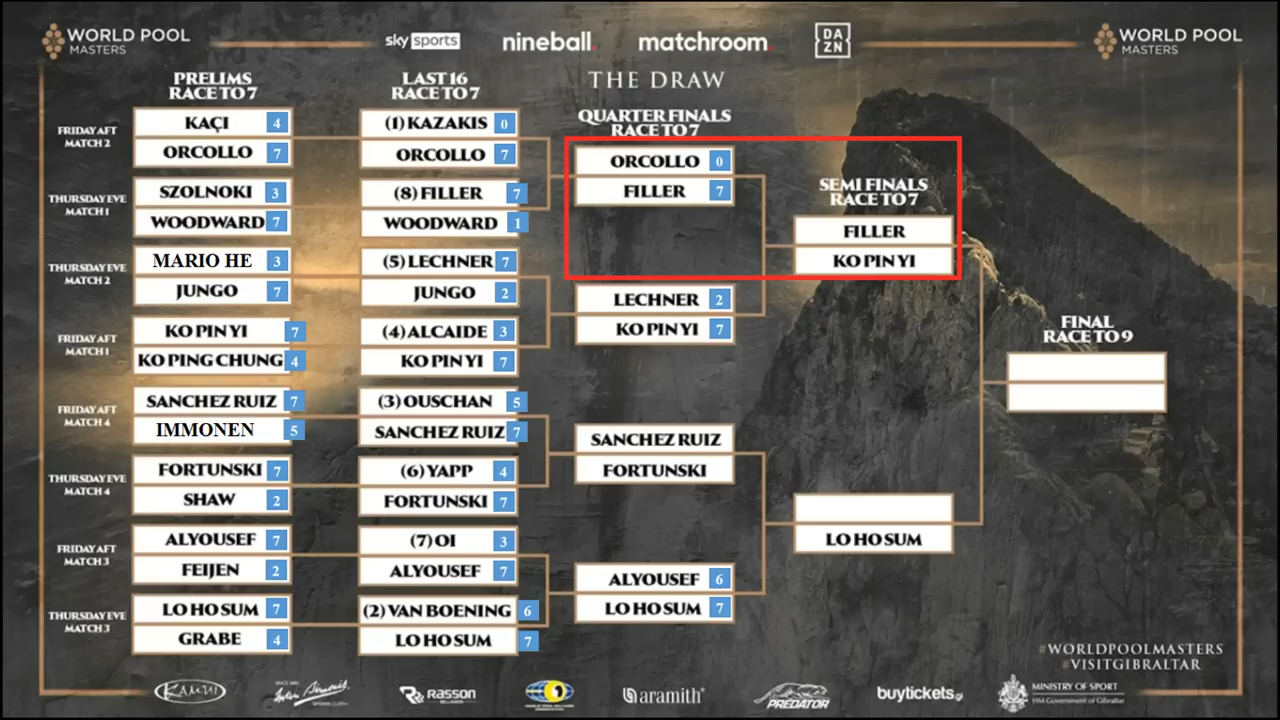 WORLD POOL
MASTERS
sky sports
nineball.
matchroom.
DAZN
WORLD POOL
MASTERS
THE DRAW
PRELIMS
RACE TO 7
FRIDAY AFT
MATCH 2
KAÇI 4
ORCOLLO 7
THURSDAY EVE
MATCH 1
SZOLNOKI 3
WOODWARD 7
THURSDAY EVE
MATCH 2
MARIO HE 3
JUNGO 7
FRIDAY AFT
MATCH 1
KO PIN YI 7
KO PING CHUNG 4
FRIDAY AFT
MATCH 4
SANCHEZ RUIZ 7
IMMONEN 5
THURSDAY EVE
MATCH 4
FORTUNSKI 7
SHAW 2
FRIDAY AFT
MATCH 3
ALYOUSEF 7
FEIJEN 2
THURSDAY EVE
MATCH 3
LO HO SUM 7
GRABE 4
LAST 16
RACE TO 7
(1) KAZAKIS 0
ORCOLLO 7
(8) FILLER 7
WOODWARD 1
(5) LECHNER 7
JUNGO 2
(4) ALCAIDE 3
KO PIN YI 7
(3) OUSCHAN 5
SANCHEZ RUIZ 7
(6) YAPP 4
FORTUNSKI 7
(7) OI 3
ALYOUSEF 7
(2) VAN BOENING 6
LO HO SUM 7
QUARTER FINALS
RACE TO 7
ORCOLLO 0
FILLER 7
LECHNER 2
KO PIN YI 7
SANCHEZ RUIZ
FORTUNSKI
ALYOUSEF 6
LO HO SUM 7
SEMI FINALS
RACE TO 7
FILLER
KO PIN YI
LO HO SUM
FINAL
RACE TO 9
#WORLDPOOLMASTERS
#VISITGIBRALTAR
KAMUI
RASSON
BILLIARDS
aramith
PREDATOR
buytickets.gi
MINISTRY OF SPORT
HM Government of Gibraltar